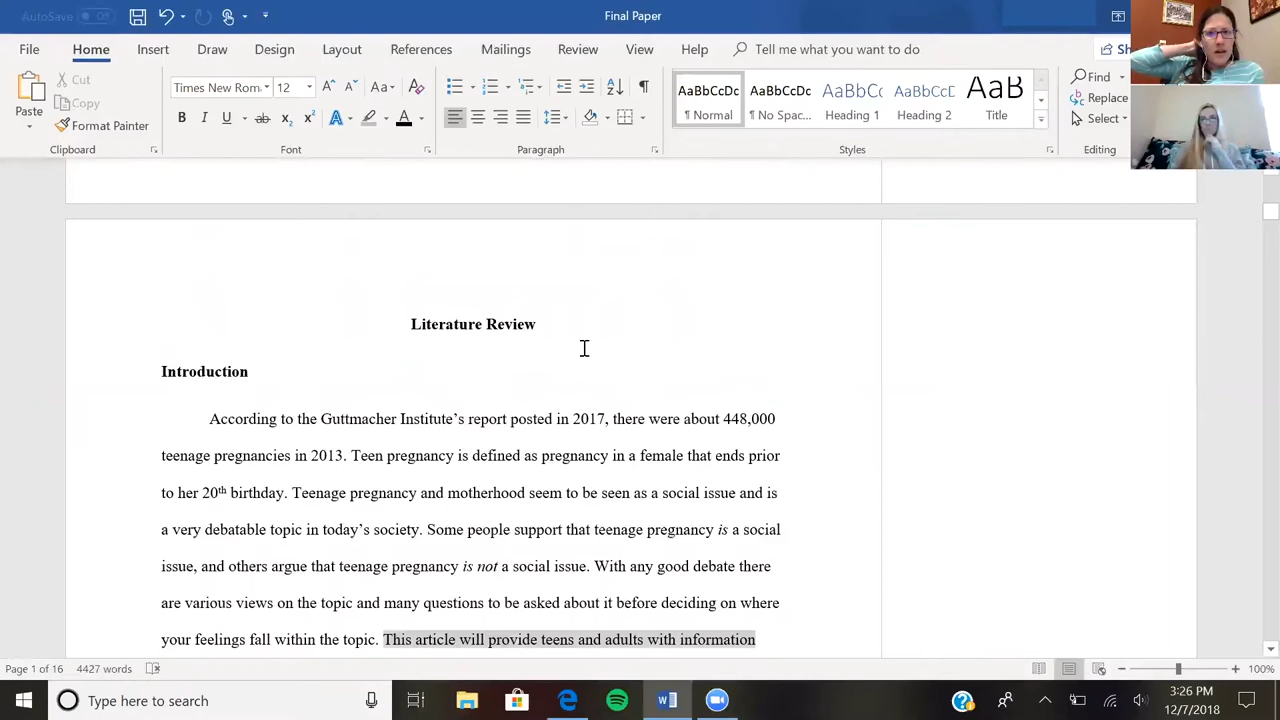 AutoSave Off
Final Paper
File Home Insert Draw Design Layout References Mailings Review View Help Tell me what you want to do Sh
Paste
Cut
Copy
Format Painter
Clipboard
Times New Rom 12
Font
Paragraph
AaBbCcDc AaBbCcDc AaBbCc AaBbCcD AaB
¶ Normal ¶ No Spac... Heading 1 Heading 2 Title
Styles
Find
Replace
Select
Editing
Literature Review
Introduction
According to the Guttmacher Institute’s report posted in 2017, there were about 448,000
teenage pregnancies in 2013. Teen pregnancy is defined as pregnancy in a female that ends prior
to her 20th birthday. Teenage pregnancy and motherhood seem to be seen as a social issue and is
a very debatable topic in today’s society. Some people support that teenage pregnancy is a social
issue, and others argue that teenage pregnancy is not a social issue. With any good debate there
are various views on the topic and many questions to be asked about it before deciding on where
your feelings fall within the topic. This article will provide teens and adults with information
Page 1 of 16 4427 words 100%
Type here to search
3:26 PM
12/7/2018